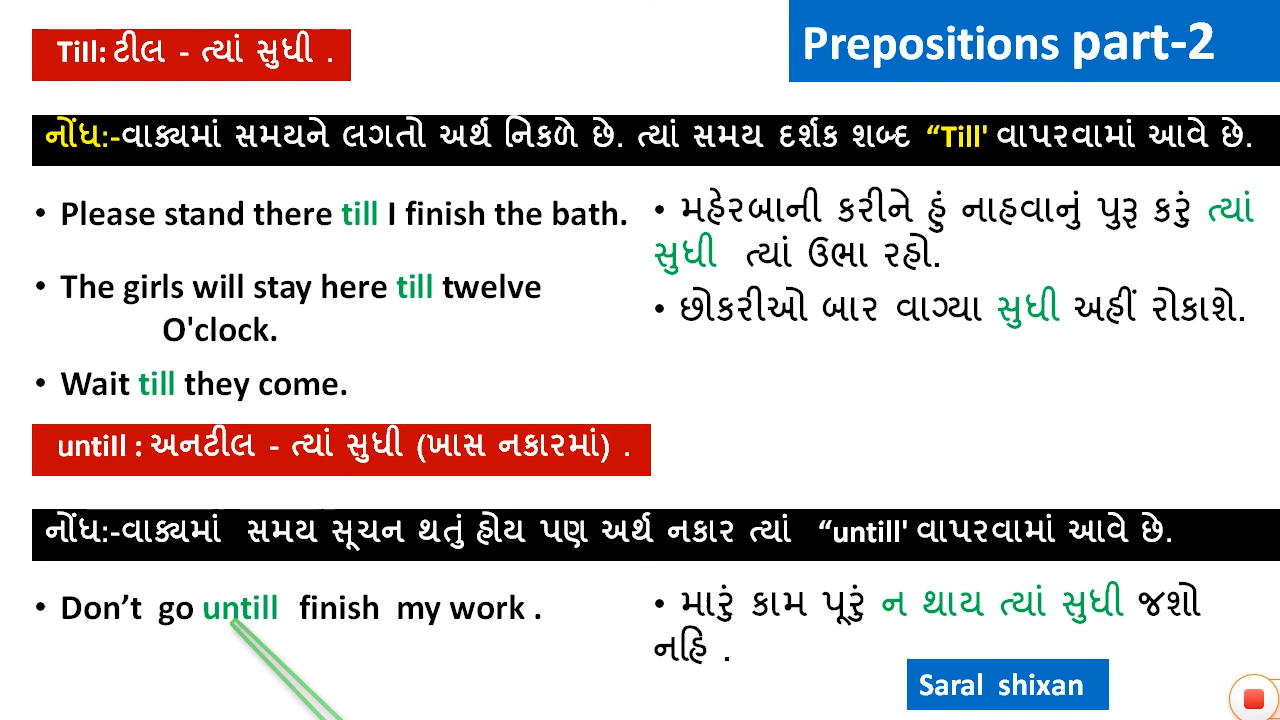 Till: ટીલ - ત્યાં સુધી .
Prepositions part-2
નોંધ:-વાક્યમાં સમયને લગતો અર્થ નિકળે છે. ત્યાં સમય દર્શક શબ્દ “Till' વાપરવામાં આવે છે.
• Please stand there till I finish the bath.
• મહેરબાની કરીને હું નાહવાનું પુરૂ કરું ત્યાં
સુધી ત્યાં ઉભા રહો.
• The girls will stay here till twelve
O'clock.
• છોકરીઓ બાર વાગ્યા સુધી અહીં રોકાશે.
• Wait till they come.
untill : અનટીલ - ત્યાં સુધી (ખાસ નકારમાં) .
નોંધ:-વાક્યમાં સમય સૂચન થતું હોય પણ અર્થ નકાર ત્યાં “untill' વાપરવામાં આવે છે.
• Don’t go untill finish my work .
• મારું કામ પૂરું ન થાય ત્યાં સુધી જશો
નહિ .
Saral shixan